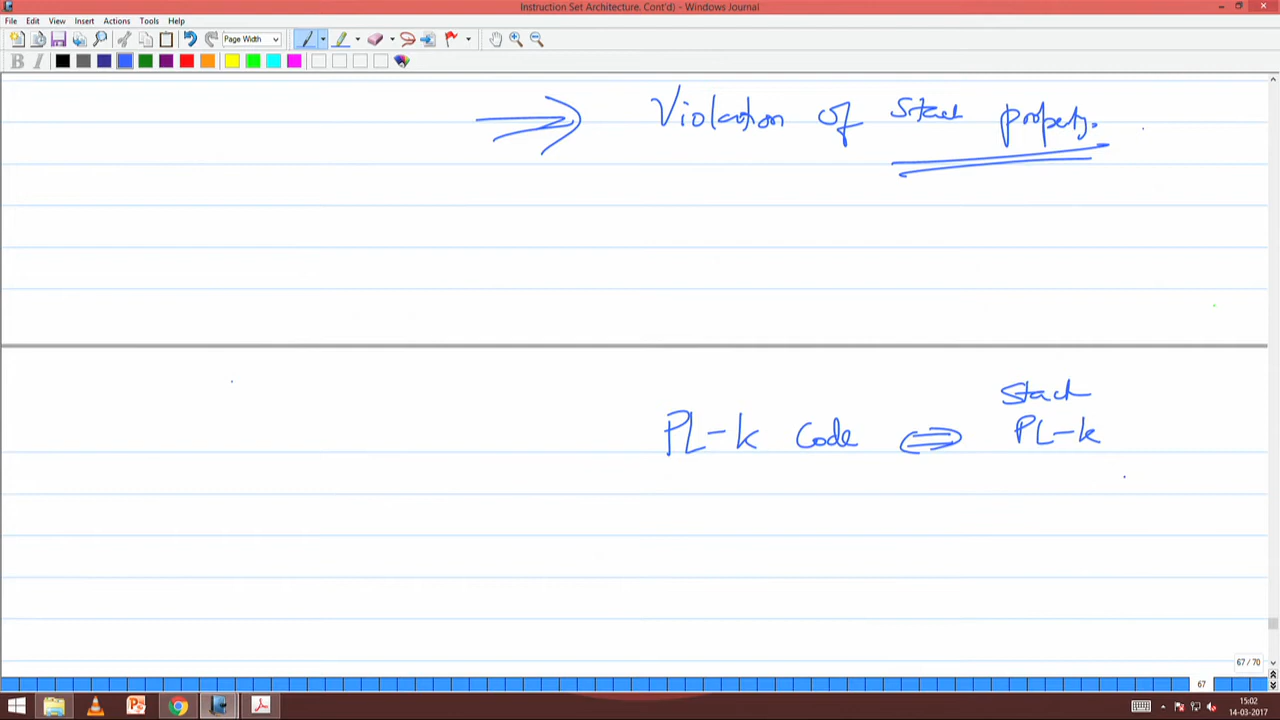 Instruction Set Architecture. Cont'd) - Windows Journal
File Edit View Insert Actions Tools Help
Page Width
B I
⇒ Violation of Stack property.
Stack
PL-k Code ⇔ PL-k
67 / 70
67
15:02
14-03-2017